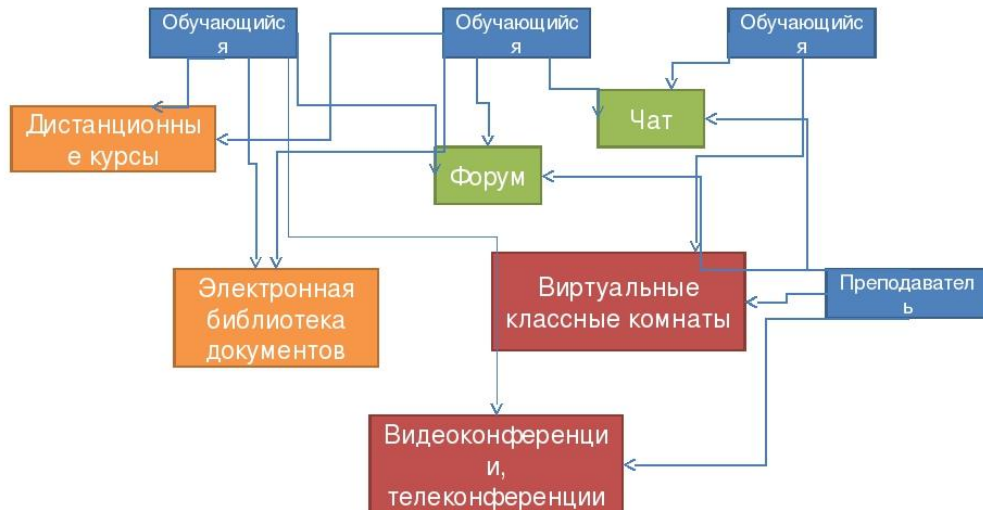 Обучающийс
я
Обучающийс
я
Обучающийс
я
Дистанционны
е курсы
Чат
Форум
Электронная
библиотека
документов
Виртуальные
классные комнаты
Преподавател
ь
Видеоконференци
и,
телеконференции